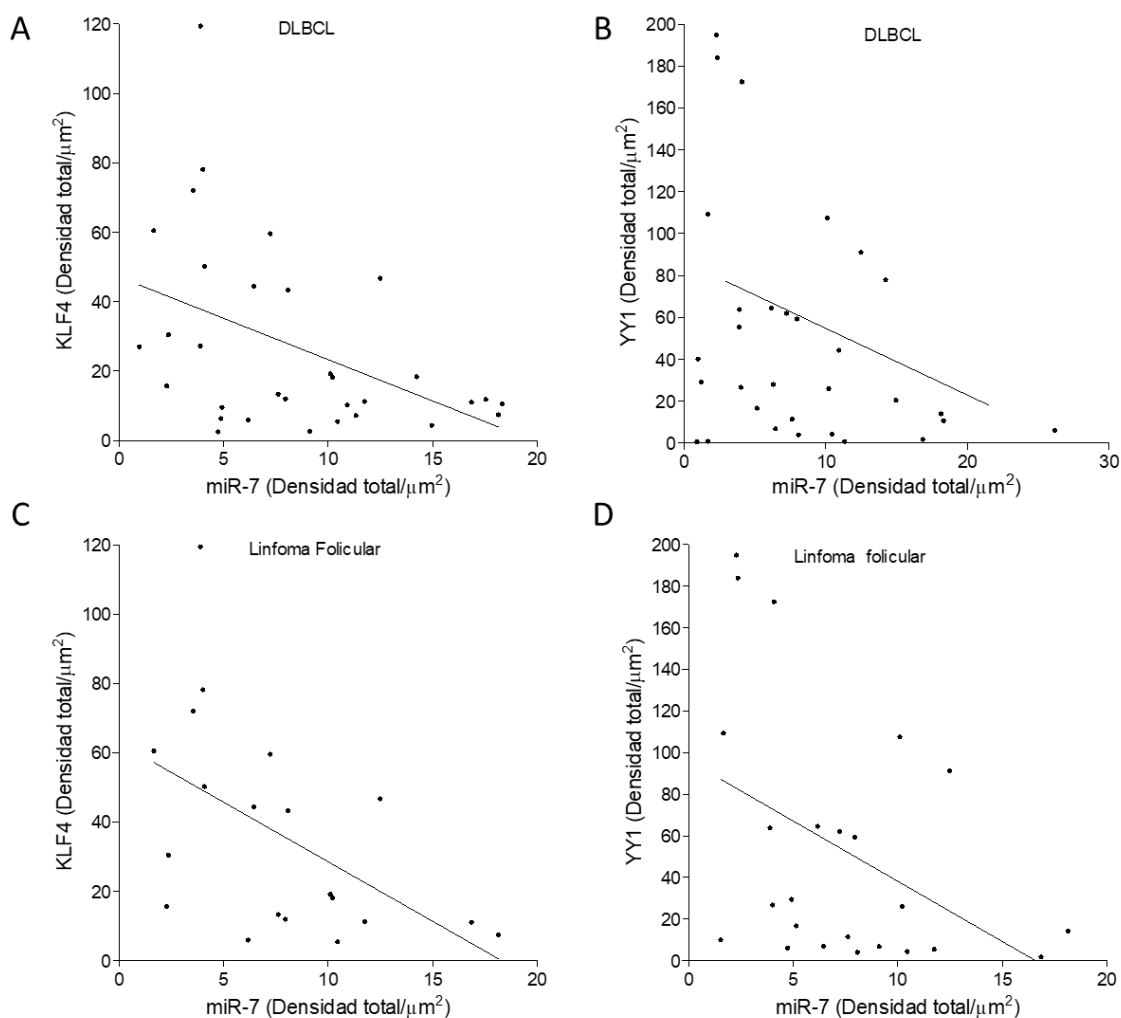 A
DLBCL
120
100
80
60
40
20
0
KLF4 (Densidad total/μm²)
0 5 10 15 20
miR-7 (Densidad total/μm²)
B
DLBCL
200
180
160
140
120
100
80
60
40
20
0
YY1 (Densidad total/μm²)
0 10 20 30
miR-7 (Densidad total/μm²)
C
Linfoma Folicular
120
100
80
60
40
20
0
KLF4 (Densidad total/μm²)
0 5 10 15 20
miR-7 (Densidad total/μm²)
D
Linfoma folicular
200
180
160
140
120
100
80
60
40
20
0
YY1 (Densidad total/μm²)
0 5 10 15 20
miR-7 (Densidad total/μm²)